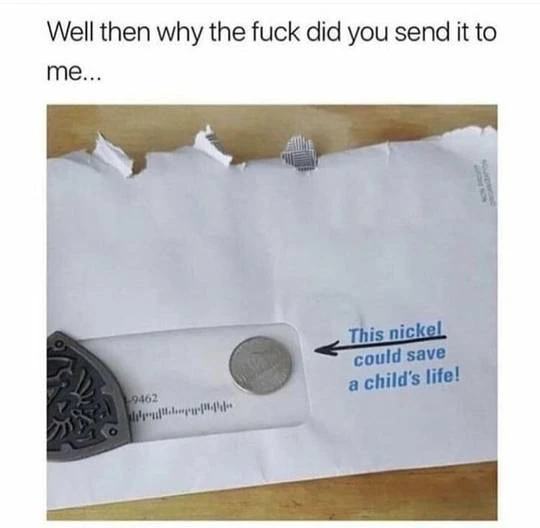 Well then why the fuck did you send it to
me...
This nickel
could save
a child's life!
9462